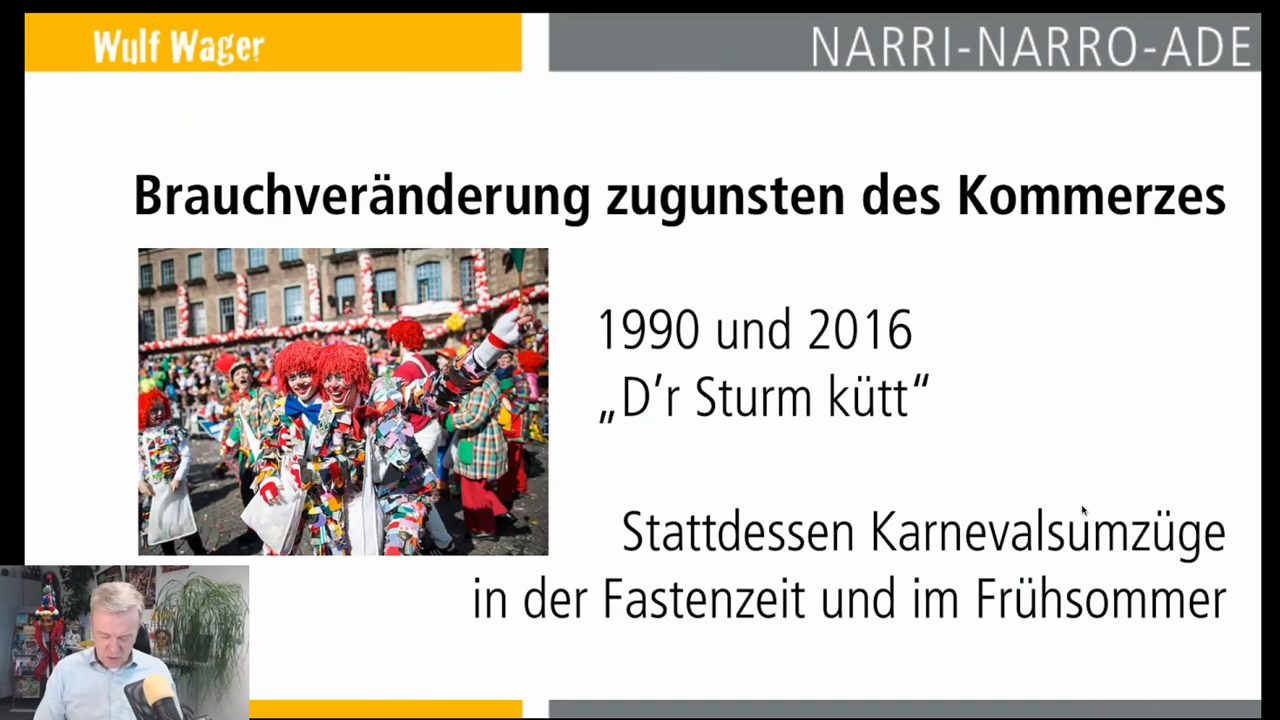 Wulf Wager
NARRI-NARRO-ADE
Brauchveränderung zugunsten des Kommerzes
1990 und 2016
„D’r Sturm kütt“
Stattdessen Karnevalsumzüge
in der Fastenzeit und im Frühsommer